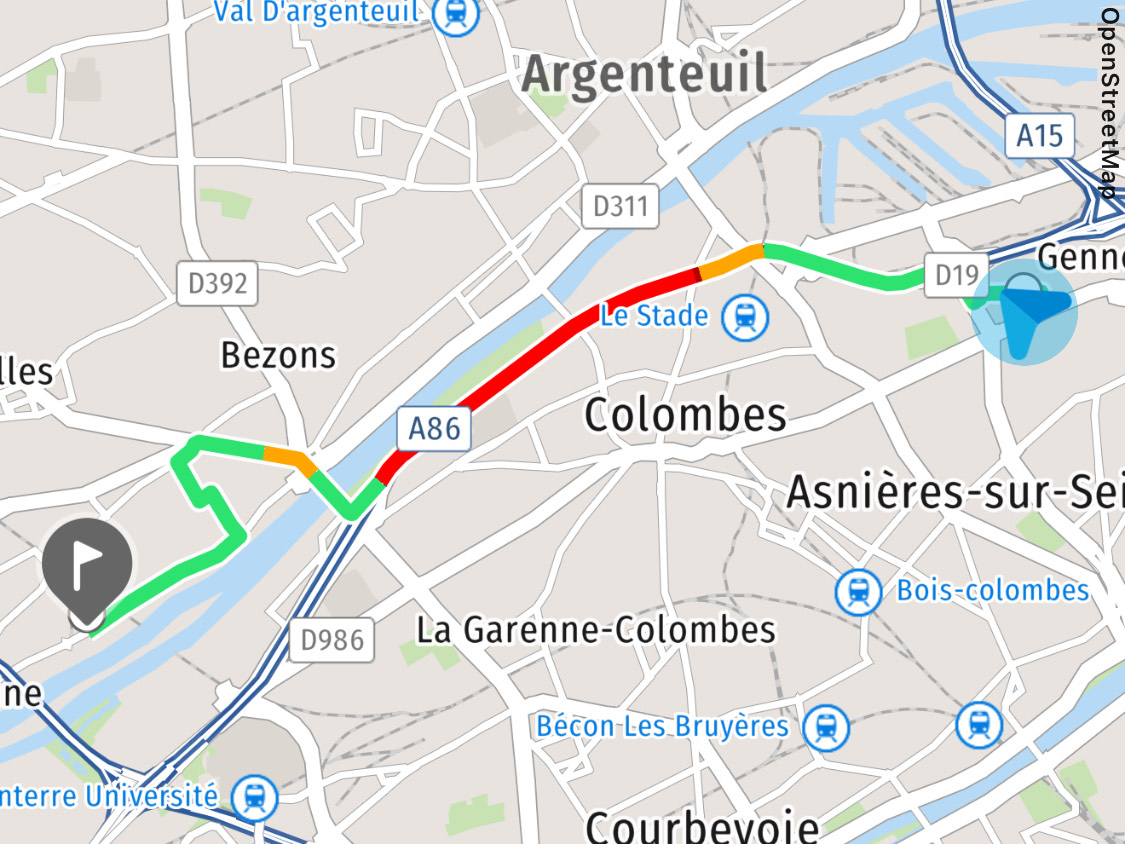 Val D'argenteuil
Argenteuil
OpenStreetMap
A15
D311
D392
D19
Genne
Le Stade
Bezons
lles
Colombes
A86
Asnières-sur-Sei
Bois-colombes
La Garenne-Colombes
D986
ne
Bécon Les Bruyères
nterre Université
Courbevoie